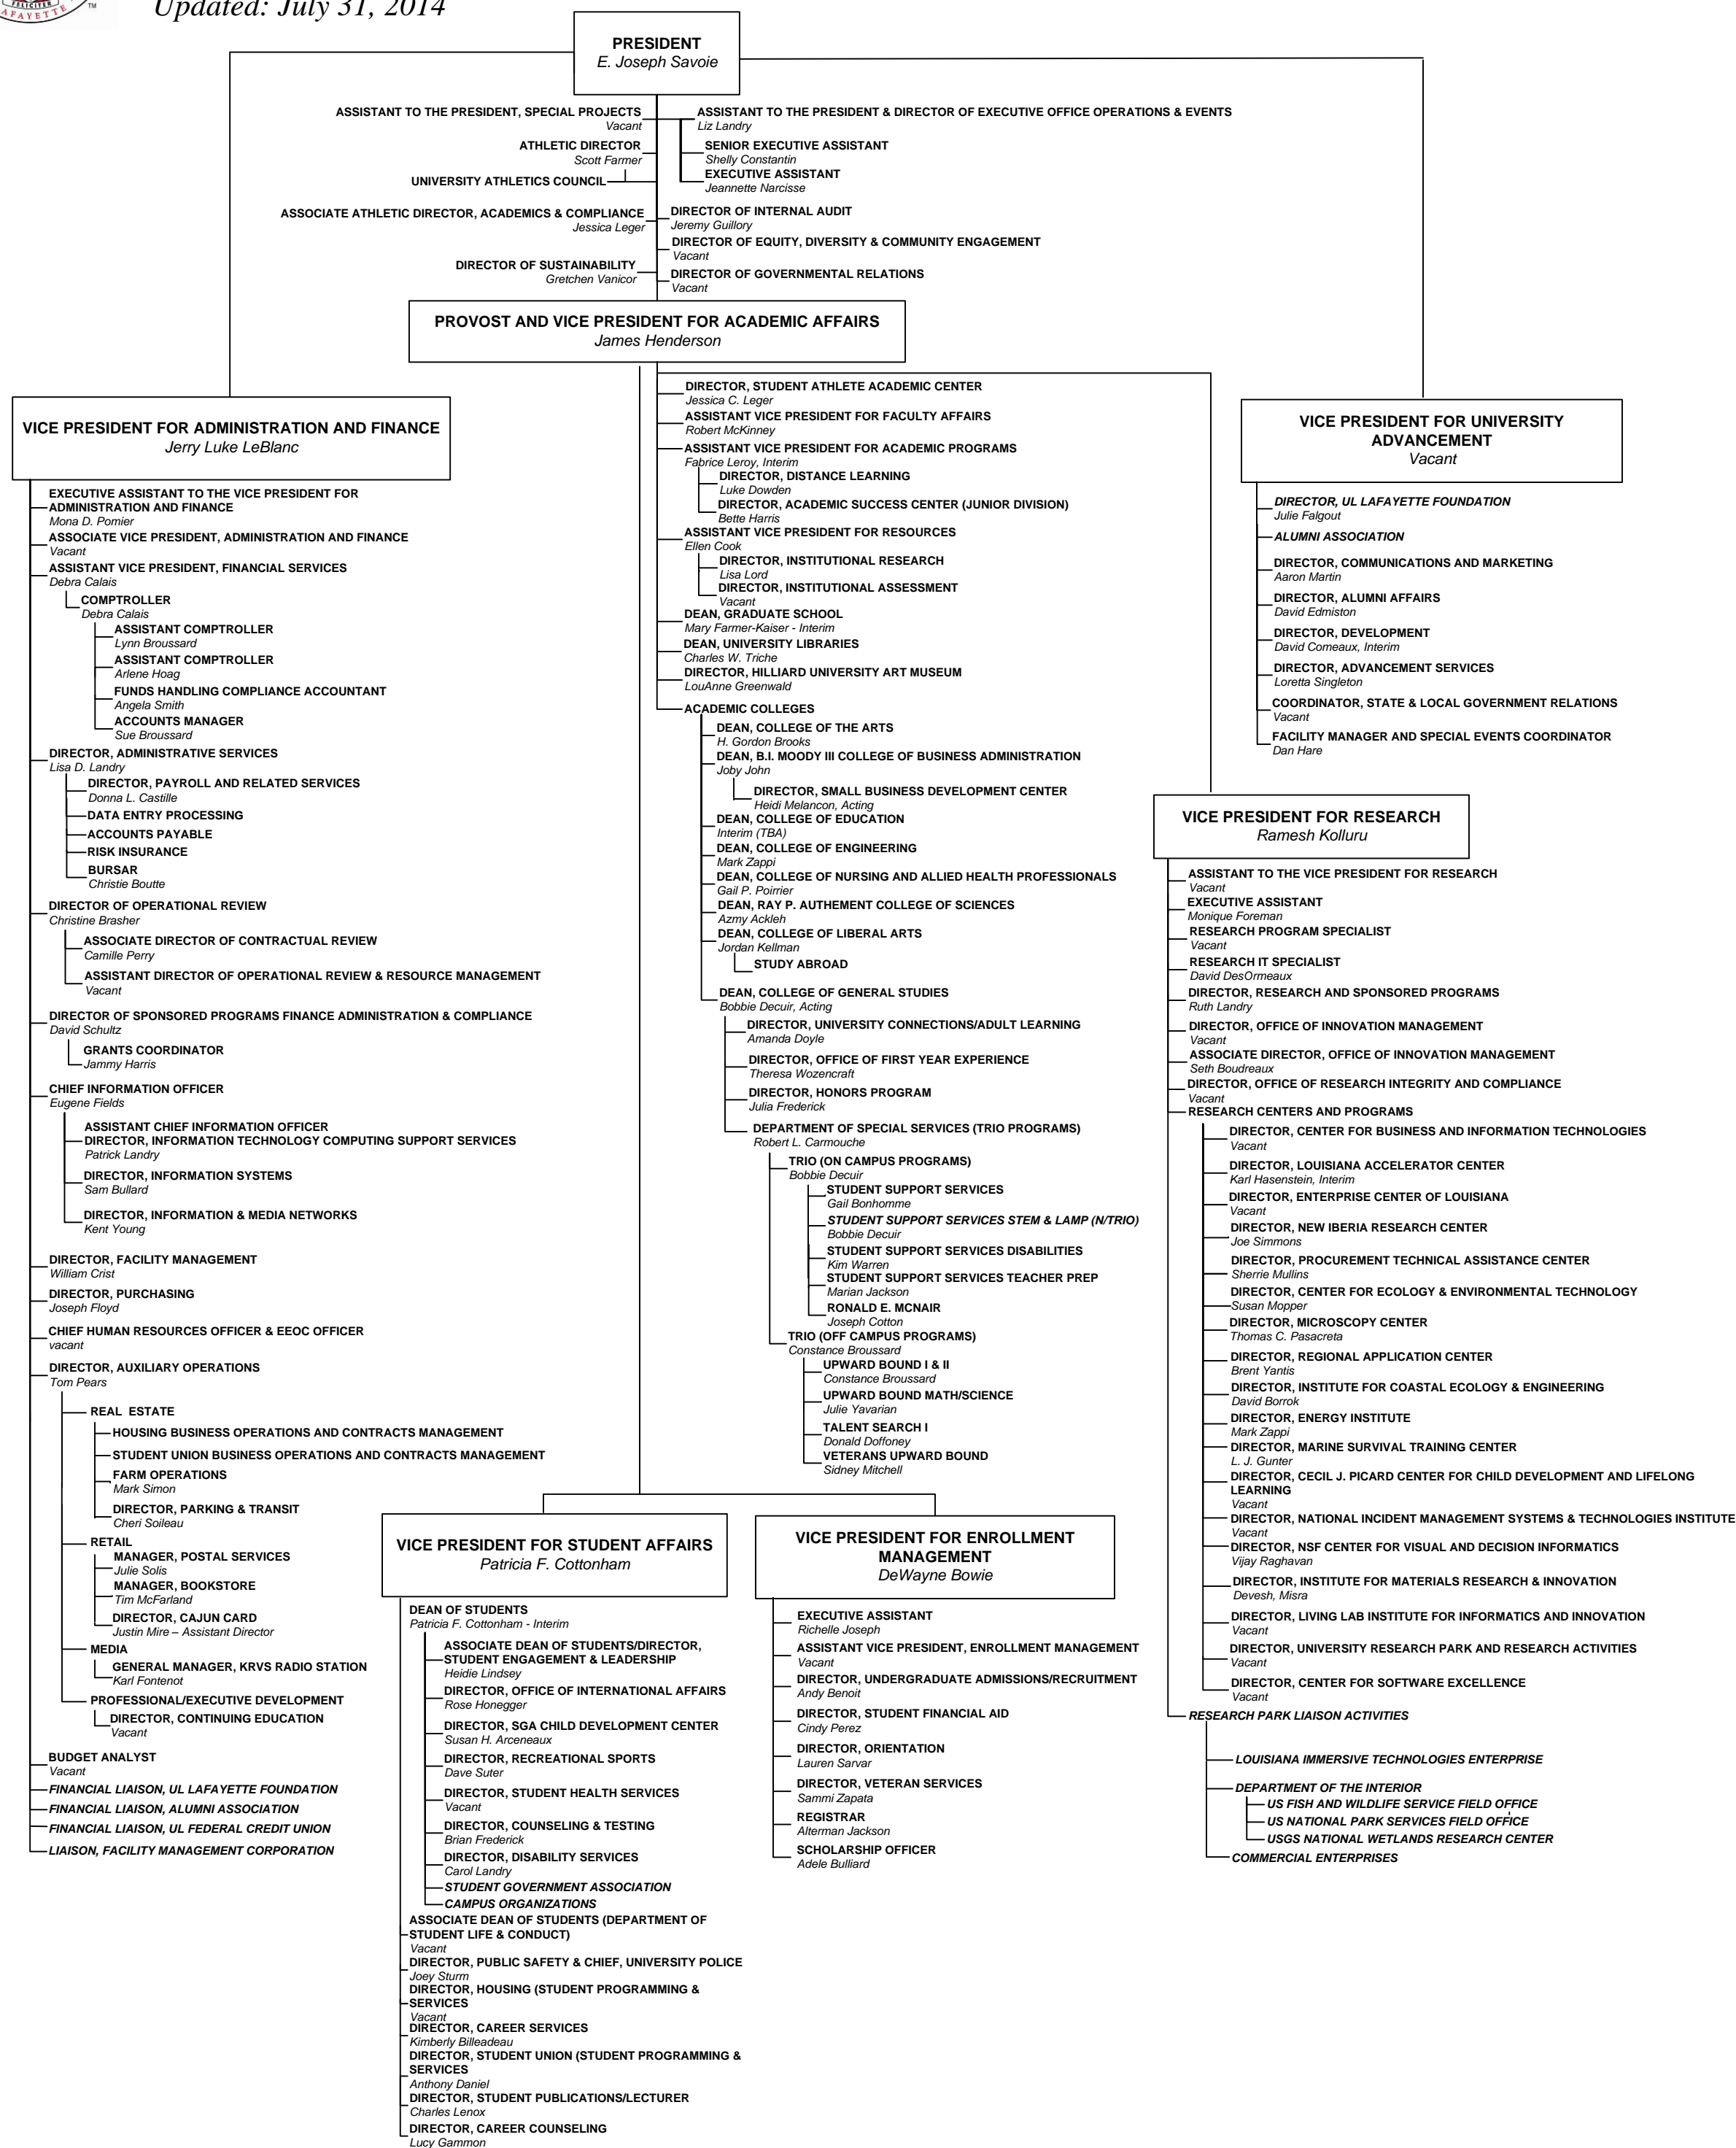 FELICITER
LAFAYETTE
TM
Updated: July 31, 2014
PRESIDENT
E. Joseph Savoie
ASSISTANT TO THE PRESIDENT, SPECIAL PROJECTS
Vacant
ATHLETIC DIRECTOR
Scott Farmer
UNIVERSITY ATHLETICS COUNCIL
ASSOCIATE ATHLETIC DIRECTOR, ACADEMICS & COMPLIANCE
Jessica Leger
DIRECTOR OF SUSTAINABILITY
Gretchen Vanicor
ASSISTANT TO THE PRESIDENT & DIRECTOR OF EXECUTIVE OFFICE OPERATIONS & EVENTS
Liz Landry
SENIOR EXECUTIVE ASSISTANT
Shelly Constantin
EXECUTIVE ASSISTANT
Jeannette Narcisse
DIRECTOR OF INTERNAL AUDIT
Jeremy Guillory
DIRECTOR OF EQUITY, DIVERSITY & COMMUNITY ENGAGEMENT
Vacant
DIRECTOR OF GOVERNMENTAL RELATIONS
Vacant
PROVOST AND VICE PRESIDENT FOR ACADEMIC AFFAIRS
James Henderson
VICE PRESIDENT FOR ADMINISTRATION AND FINANCE
Jerry Luke LeBlanc
EXECUTIVE ASSISTANT TO THE VICE PRESIDENT FOR
ADMINISTRATION AND FINANCE
Mona D. Pomier
ASSOCIATE VICE PRESIDENT, ADMINISTRATION AND FINANCE
Vacant
ASSISTANT VICE PRESIDENT, FINANCIAL SERVICES
Debra Calais
COMPTROLLER
Debra Calais
ASSISTANT COMPTROLLER
Lynn Broussard
ASSISTANT COMPTROLLER
Arlene Hoag
FUNDS HANDLING COMPLIANCE ACCOUNTANT
Angela Smith
ACCOUNTS MANAGER
Sue Broussard
DIRECTOR, ADMINISTRATIVE SERVICES
Lisa D. Landry
DIRECTOR, PAYROLL AND RELATED SERVICES
Donna L. Castille
DATA ENTRY PROCESSING
ACCOUNTS PAYABLE
RISK INSURANCE
BURSAR
Christie Boutte
DIRECTOR OF OPERATIONAL REVIEW
Christine Brasher
ASSOCIATE DIRECTOR OF CONTRACTUAL REVIEW
Camille Perry
ASSISTANT DIRECTOR OF OPERATIONAL REVIEW & RESOURCE MANAGEMENT
Vacant
DIRECTOR OF SPONSORED PROGRAMS FINANCE ADMINISTRATION & COMPLIANCE
David Schultz
GRANTS COORDINATOR
Jammy Harris
CHIEF INFORMATION OFFICER
Eugene Fields
ASSISTANT CHIEF INFORMATION OFFICER
DIRECTOR, INFORMATION TECHNOLOGY COMPUTING SUPPORT SERVICES
Patrick Landry
DIRECTOR, INFORMATION SYSTEMS
Sam Bullard
DIRECTOR, INFORMATION & MEDIA NETWORKS
Kent Young
DIRECTOR, FACILITY MANAGEMENT
William Crist
DIRECTOR, PURCHASING
Joseph Floyd
CHIEF HUMAN RESOURCES OFFICER & EEOC OFFICER
vacant
DIRECTOR, AUXILIARY OPERATIONS
Tom Pears
REAL ESTATE
HOUSING BUSINESS OPERATIONS AND CONTRACTS MANAGEMENT
STUDENT UNION BUSINESS OPERATIONS AND CONTRACTS MANAGEMENT
FARM OPERATIONS
Mark Simon
DIRECTOR, PARKING & TRANSIT
Cheri Soileau
RETAIL
MANAGER, POSTAL SERVICES
Julie Solis
MANAGER, BOOKSTORE
Tim McFarland
DIRECTOR, CAJUN CARD
Justin Mire – Assistant Director
MEDIA
GENERAL MANAGER, KRVS RADIO STATION
Karl Fontenot
PROFESSIONAL/EXECUTIVE DEVELOPMENT
DIRECTOR, CONTINUING EDUCATION
Vacant
BUDGET ANALYST
Vacant
FINANCIAL LIAISON, UL LAFAYETTE FOUNDATION
FINANCIAL LIAISON, ALUMNI ASSOCIATION
FINANCIAL LIAISON, UL FEDERAL CREDIT UNION
LIAISON, FACILITY MANAGEMENT CORPORATION
DIRECTOR, STUDENT ATHLETE ACADEMIC CENTER
Jessica C. Leger
ASSISTANT VICE PRESIDENT FOR FACULTY AFFAIRS
Robert McKinney
ASSISTANT VICE PRESIDENT FOR ACADEMIC PROGRAMS
Fabrice Leroy, Interim
DIRECTOR, DISTANCE LEARNING
Luke Dowden
DIRECTOR, ACADEMIC SUCCESS CENTER (JUNIOR DIVISION)
Bette Harris
ASSISTANT VICE PRESIDENT FOR RESOURCES
Ellen Cook
DIRECTOR, INSTITUTIONAL RESEARCH
Lisa Lord
DIRECTOR, INSTITUTIONAL ASSESSMENT
Vacant
DEAN, GRADUATE SCHOOL
Mary Farmer-Kaiser - Interim
DEAN, UNIVERSITY LIBRARIES
Charles W. Triche
DIRECTOR, HILLIARD UNIVERSITY ART MUSEUM
LouAnne Greenwald
ACADEMIC COLLEGES
DEAN, COLLEGE OF THE ARTS
H. Gordon Brooks
DEAN, B.I. MOODY III COLLEGE OF BUSINESS ADMINISTRATION
Joby John
DIRECTOR, SMALL BUSINESS DEVELOPMENT CENTER
Heidi Melancon, Acting
DEAN, COLLEGE OF EDUCATION
Interim (TBA)
DEAN, COLLEGE OF ENGINEERING
Mark Zappi
DEAN, COLLEGE OF NURSING AND ALLIED HEALTH PROFESSIONALS
Gail P. Poirrier
DEAN, RAY P. AUTHEMENT COLLEGE OF SCIENCES
Azmy Ackleh
DEAN, COLLEGE OF LIBERAL ARTS
Jordan Kellman
STUDY ABROAD
DEAN, COLLEGE OF GENERAL STUDIES
Bobbie Decuir, Acting
DIRECTOR, UNIVERSITY CONNECTIONS/ADULT LEARNING
Amanda Doyle
DIRECTOR, OFFICE OF FIRST YEAR EXPERIENCE
Theresa Wozencraft
DIRECTOR, HONORS PROGRAM
Julia Frederick
DEPARTMENT OF SPECIAL SERVICES (TRIO PROGRAMS)
Robert L. Carmouche
TRIO (ON CAMPUS PROGRAMS)
Bobbie Decuir
STUDENT SUPPORT SERVICES
Gail Bonhomme
STUDENT SUPPORT SERVICES STEM & LAMP (N/TRIO)
Bobbie Decuir
STUDENT SUPPORT SERVICES DISABILITIES
Kim Warren
STUDENT SUPPORT SERVICES TEACHER PREP
Marian Jackson
RONALD E. MCNAIR
Joseph Cotton
TRIO (OFF CAMPUS PROGRAMS)
Constance Broussard
UPWARD BOUND I & II
Constance Broussard
UPWARD BOUND MATH/SCIENCE
Julie Yavarian
TALENT SEARCH I
Donald Doffoney
VETERANS UPWARD BOUND
Sidney Mitchell
VICE PRESIDENT FOR STUDENT AFFAIRS
Patricia F. Cottonham
DEAN OF STUDENTS
Patricia F. Cottonham - Interim
ASSOCIATE DEAN OF STUDENTS/DIRECTOR,
STUDENT ENGAGEMENT & LEADERSHIP
Heidie Lindsey
DIRECTOR, OFFICE OF INTERNATIONAL AFFAIRS
Rose Honegger
DIRECTOR, SGA CHILD DEVELOPMENT CENTER
Susan H. Arceneaux
DIRECTOR, RECREATIONAL SPORTS
Dave Suter
DIRECTOR, STUDENT HEALTH SERVICES
Vacant
DIRECTOR, COUNSELING & TESTING
Brian Frederick
DIRECTOR, DISABILITY SERVICES
Carol Landry
STUDENT GOVERNMENT ASSOCIATION
CAMPUS ORGANIZATIONS
ASSOCIATE DEAN OF STUDENTS (DEPARTMENT OF
STUDENT LIFE & CONDUCT)
Vacant
DIRECTOR, PUBLIC SAFETY & CHIEF, UNIVERSITY POLICE
Joey Sturm
DIRECTOR, HOUSING (STUDENT PROGRAMMING &
SERVICES
Vacant
DIRECTOR, CAREER SERVICES
Kimberly Billeadeau
DIRECTOR, STUDENT UNION (STUDENT PROGRAMMING &
SERVICES
Anthony Daniel
DIRECTOR, STUDENT PUBLICATIONS/LECTURER
Charles Lenox
DIRECTOR, CAREER COUNSELING
Lucy Gammon
VICE PRESIDENT FOR ENROLLMENT
MANAGEMENT
DeWayne Bowie
EXECUTIVE ASSISTANT
Richelle Joseph
ASSISTANT VICE PRESIDENT, ENROLLMENT MANAGEMENT
Vacant
DIRECTOR, UNDERGRADUATE ADMISSIONS/RECRUITMENT
Andy Benoit
DIRECTOR, STUDENT FINANCIAL AID
Cindy Perez
DIRECTOR, ORIENTATION
Lauren Sarvar
DIRECTOR, VETERAN SERVICES
Sammi Zapata
REGISTRAR
Alterman Jackson
SCHOLARSHIP OFFICER
Adele Bulliard
VICE PRESIDENT FOR UNIVERSITY
ADVANCEMENT
Vacant
DIRECTOR, UL LAFAYETTE FOUNDATION
Julie Falgout
ALUMNI ASSOCIATION
DIRECTOR, COMMUNICATIONS AND MARKETING
Aaron Martin
DIRECTOR, ALUMNI AFFAIRS
David Edmiston
DIRECTOR, DEVELOPMENT
David Comeaux, Interim
DIRECTOR, ADVANCEMENT SERVICES
Loretta Singleton
COORDINATOR, STATE & LOCAL GOVERNMENT RELATIONS
Vacant
FACILITY MANAGER AND SPECIAL EVENTS COORDINATOR
Dan Hare
VICE PRESIDENT FOR RESEARCH
Ramesh Kolluru
ASSISTANT TO THE VICE PRESIDENT FOR RESEARCH
Vacant
EXECUTIVE ASSISTANT
Monique Foreman
RESEARCH PROGRAM SPECIALIST
Vacant
RESEARCH IT SPECIALIST
David DesOrmeaux
DIRECTOR, RESEARCH AND SPONSORED PROGRAMS
Ruth Landry
DIRECTOR, OFFICE OF INNOVATION MANAGEMENT
Vacant
ASSOCIATE DIRECTOR, OFFICE OF INNOVATION MANAGEMENT
Seth Boudreaux
DIRECTOR, OFFICE OF RESEARCH INTEGRITY AND COMPLIANCE
Vacant
RESEARCH CENTERS AND PROGRAMS
DIRECTOR, CENTER FOR BUSINESS AND INFORMATION TECHNOLOGIES
Vacant
DIRECTOR, LOUISIANA ACCELERATOR CENTER
Karl Hasenstein, Interim
DIRECTOR, ENTERPRISE CENTER OF LOUISIANA
Vacant
DIRECTOR, NEW IBERIA RESEARCH CENTER
Joe Simmons
DIRECTOR, PROCUREMENT TECHNICAL ASSISTANCE CENTER
Sherrie Mullins
DIRECTOR, CENTER FOR ECOLOGY & ENVIRONMENTAL TECHNOLOGY
Susan Mopper
DIRECTOR, MICROSCOPY CENTER
Thomas C. Pasacreta
DIRECTOR, REGIONAL APPLICATION CENTER
Brent Yantis
DIRECTOR, INSTITUTE FOR COASTAL ECOLOGY & ENGINEERING
David Borrok
DIRECTOR, ENERGY INSTITUTE
Mark Zappi
DIRECTOR, MARINE SURVIVAL TRAINING CENTER
L. J. Gunter
DIRECTOR, CECIL J. PICARD CENTER FOR CHILD DEVELOPMENT AND LIFELONG
LEARNING
Vacant
DIRECTOR, NATIONAL INCIDENT MANAGEMENT SYSTEMS & TECHNOLOGIES INSTITUTE
Vacant
DIRECTOR, NSF CENTER FOR VISUAL AND DECISION INFORMATICS
Vijay Raghavan
DIRECTOR, INSTITUTE FOR MATERIALS RESEARCH & INNOVATION
Devesh, Misra
DIRECTOR, LIVING LAB INSTITUTE FOR INFORMATICS AND INNOVATION
Vacant
DIRECTOR, UNIVERSITY RESEARCH PARK AND RESEARCH ACTIVITIES
Vacant
DIRECTOR, CENTER FOR SOFTWARE EXCELLENCE
Vacant
RESEARCH PARK LIAISON ACTIVITIES
LOUISIANA IMMERSIVE TECHNOLOGIES ENTERPRISE
DEPARTMENT OF THE INTERIOR
US FISH AND WILDLIFE SERVICE FIELD OFFICE
US NATIONAL PARK SERVICES FIELD OFFICE
USGS NATIONAL WETLANDS RESEARCH CENTER
COMMERCIAL ENTERPRISES